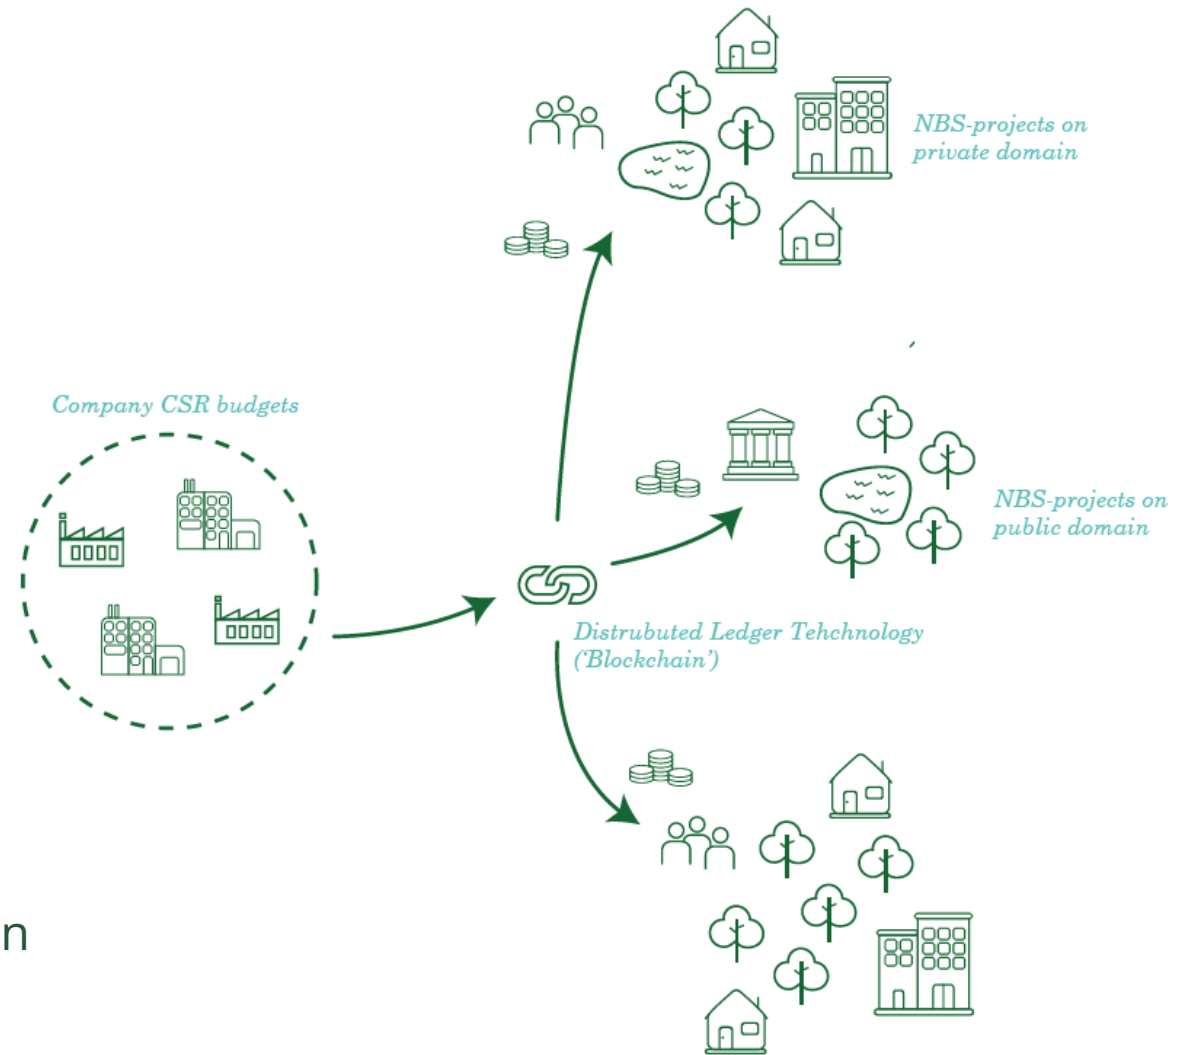 NBS-projects on
private domain
Company CSR budgets
NBS-projects on
public domain
Distrubuted Ledger Tehchnology
(‘Blockchain’)
n